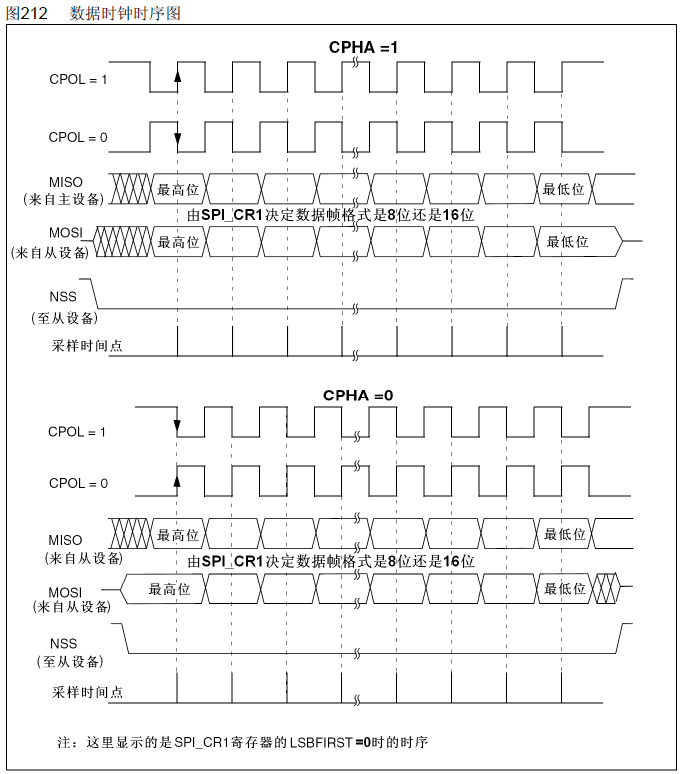 图212 数据时钟时序图
CPHA =1
CPOL = 1
CPOL = 0
MISO
最高位
最低位
(来自主设备)
由SPI_CR1决定数据帧格式是8位还是16位
MOSI
最高位
最低位
(来自从设备)
NSS
(至从设备)
采样时间点
CPHA =0
CPOL = 1
CPOL = 0
MISO
最高位
最低位
(来自从设备)
由SPI_CR1决定数据帧格式是8位还是16位
MOSI
最高位
最低位
(来自从设备)
NSS
(至从设备)
采样时间点
注：这里显示的是SPI_CR1寄存器的LSBFIRST=0时的时序